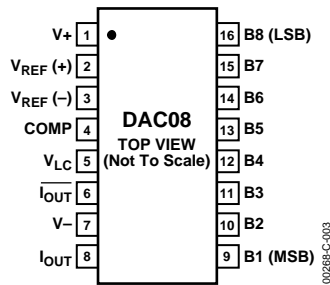 V+ 1
VREF (+) 2
VREF (–) 3
COMP 4
VLC 5
IOUT 6
V– 7
IOUT 8
DAC08
TOP VIEW
(Not To Scale)
16 B8 (LSB)
15 B7
14 B6
13 B5
12 B4
11 B3
10 B2
9 B1 (MSB)
00268-C-003